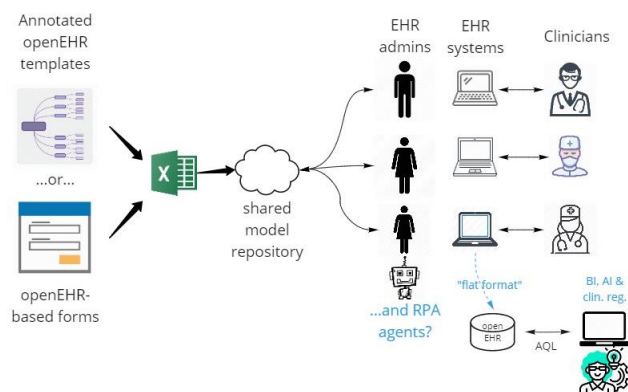 Annotated
openEHR
templates
...or...
openEHR-
based forms
X
shared
model
repository
EHR
admins
...and RPA
agents?
EHR
systems
Clinicians
"flat format"
open
EHR
AQL
BI, AI &
clin. reg.